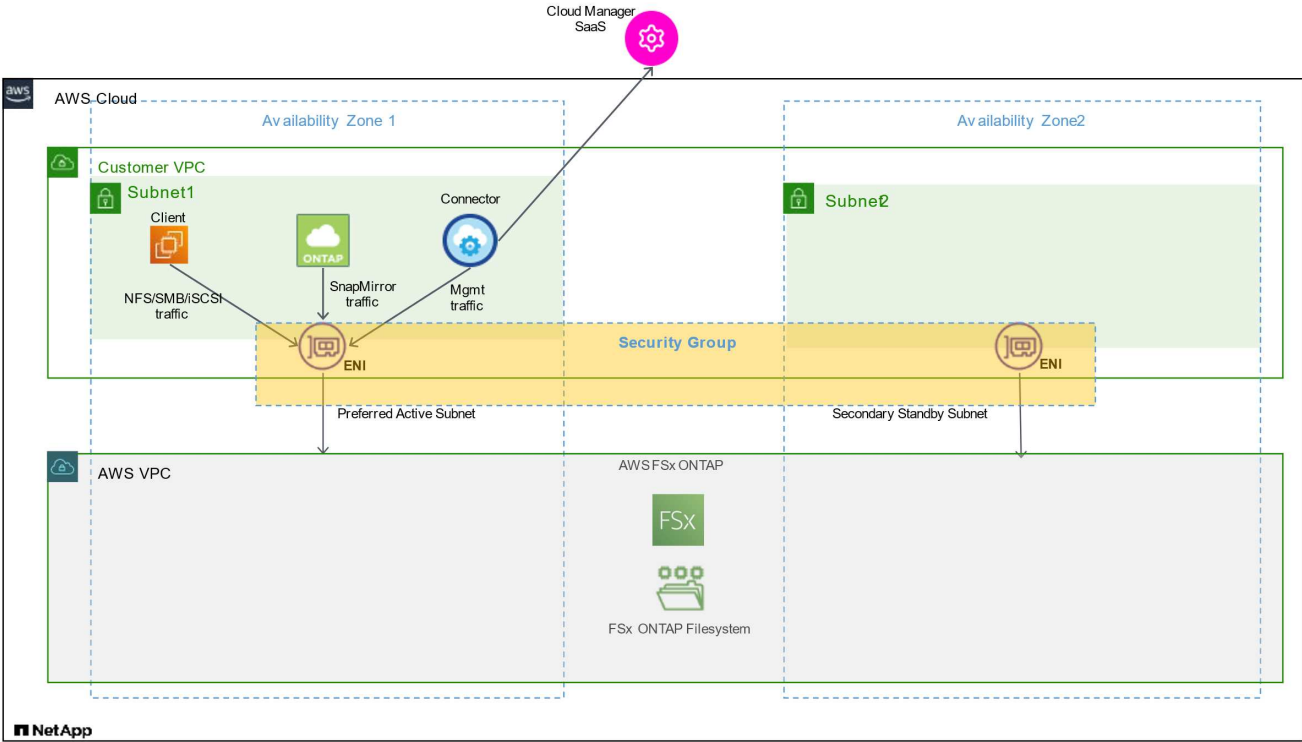 Cloud Manager
SaaS
aws
AWS Cloud
Availability Zone 1
Availability Zone2
Customer VPC
Subnet1
Subnet2
Client
ONTAP
Connector
NFS/SMB/iSCSI
traffic
SnapMirror
traffic
Mgmt
traffic
Security Group
ENI
ENI
Preferred Active Subnet
Secondary Standby Subnet
AWS VPC
AWS FSx ONTAP
FSx
FSx ONTAP Filesystem
NetApp